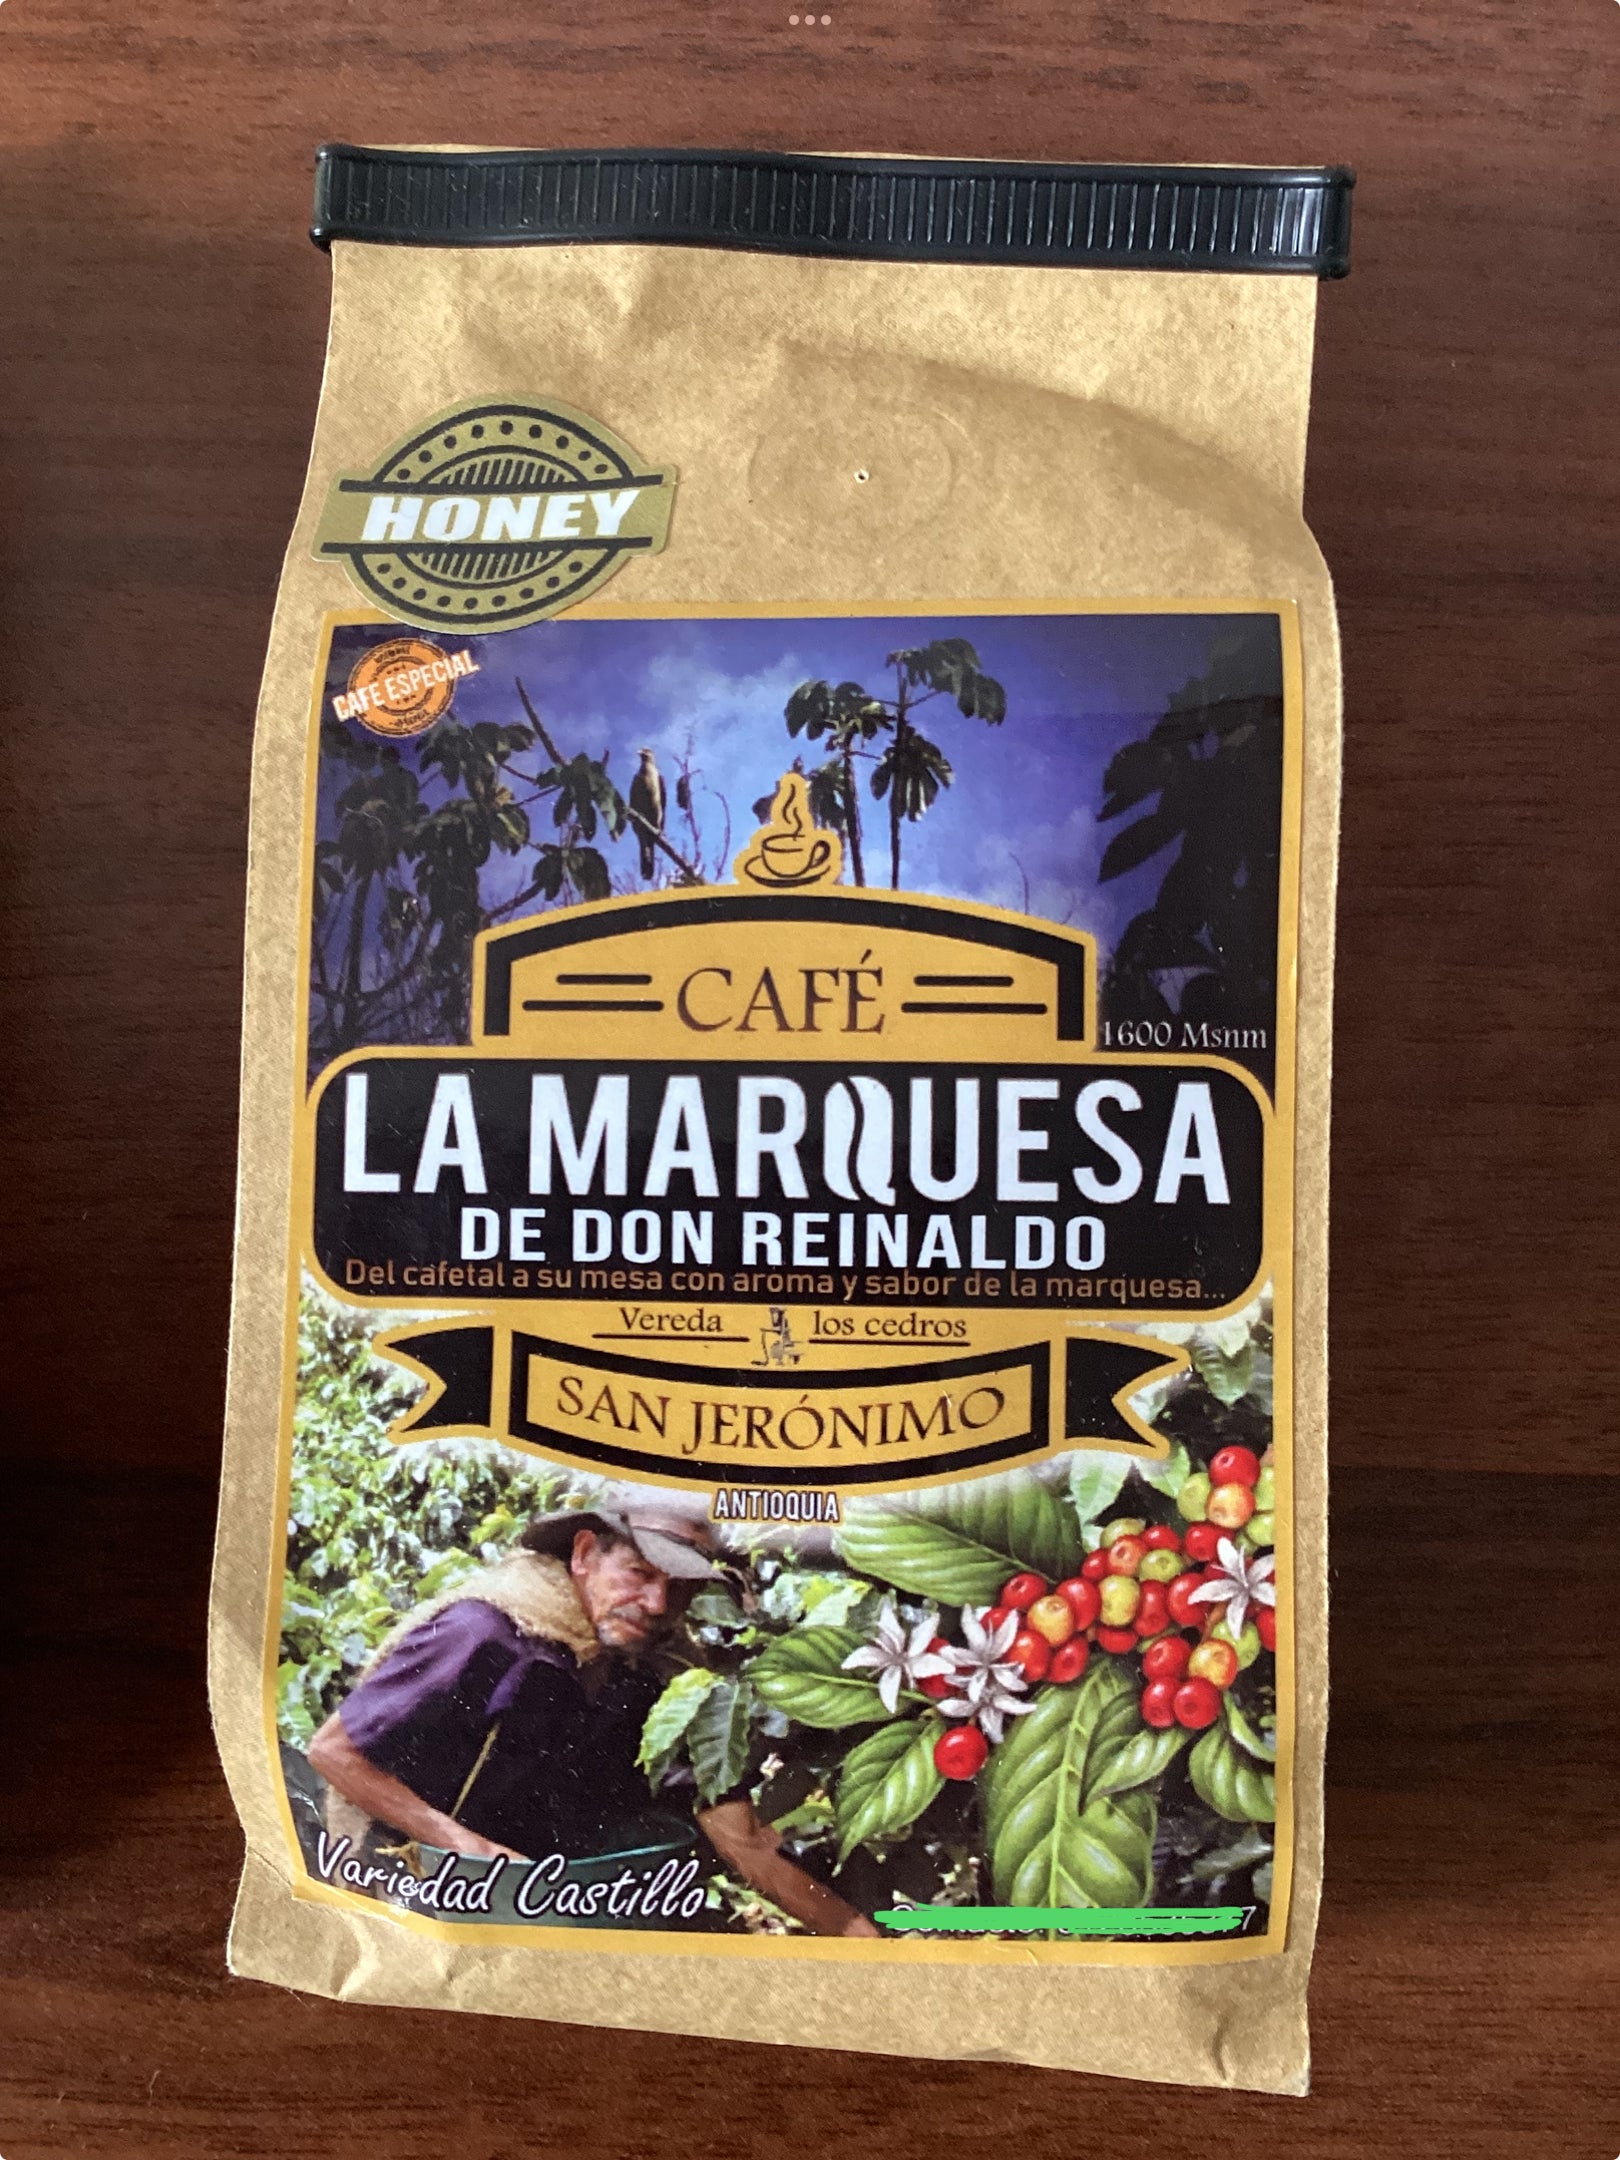 HONEY
CAFE ESPECIAL
CAFÉ
1600 Msnm
LA MARQUESA
DE DON REINALDO
Del cafetal a su mesa con aroma y sabor de la marquesa...
Vereda los cedros
SAN JERÓNIMO
ANTIOQUIA
Variedad Castillo
7